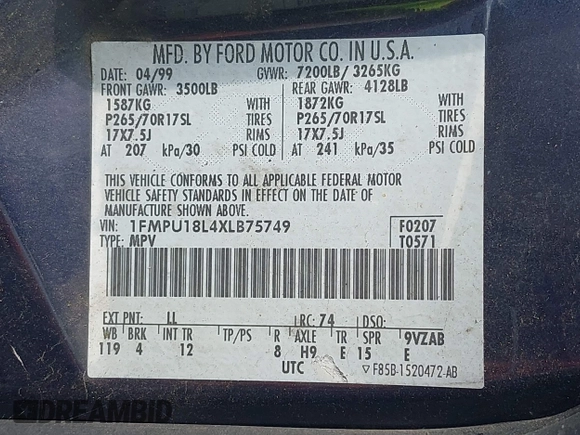 MFD. BY FORD MOTOR CO. IN U.S.A.
DATE: 04/99 GVWR: 7200LB/ 3265KG
FRONT GAWR: 3500LB REAR GAWR: 4128LB
1587KG WITH 1872KG WITH
P265/70R17SL TIRES P265/70R17SL TIRES
17X7.5J RIMS 17X7.5J RIMS
AT 207 kPa/30 PSI COLD AT 241 kPa/35 PSI COLD
THIS VEHICLE CONFORMS TO ALL APPLICABLE FEDERAL MOTOR
VEHICLE SAFETY STANDARDS IN EFFECT ON THE DATE OF
MANUFACTURE SHOWN ABOVE.
VIN: 1FMPU18L4XLB75749 F0207
TYPE: MPV T0571
EXT PNT: LL RC: 74 DSO:
WB BRK INT TR TP/PS R AXLE TR SPR 9VZAB
119 4 12 8 H9 E 15 E
UTC ▽F85B-1520472-AB
DREAMBID